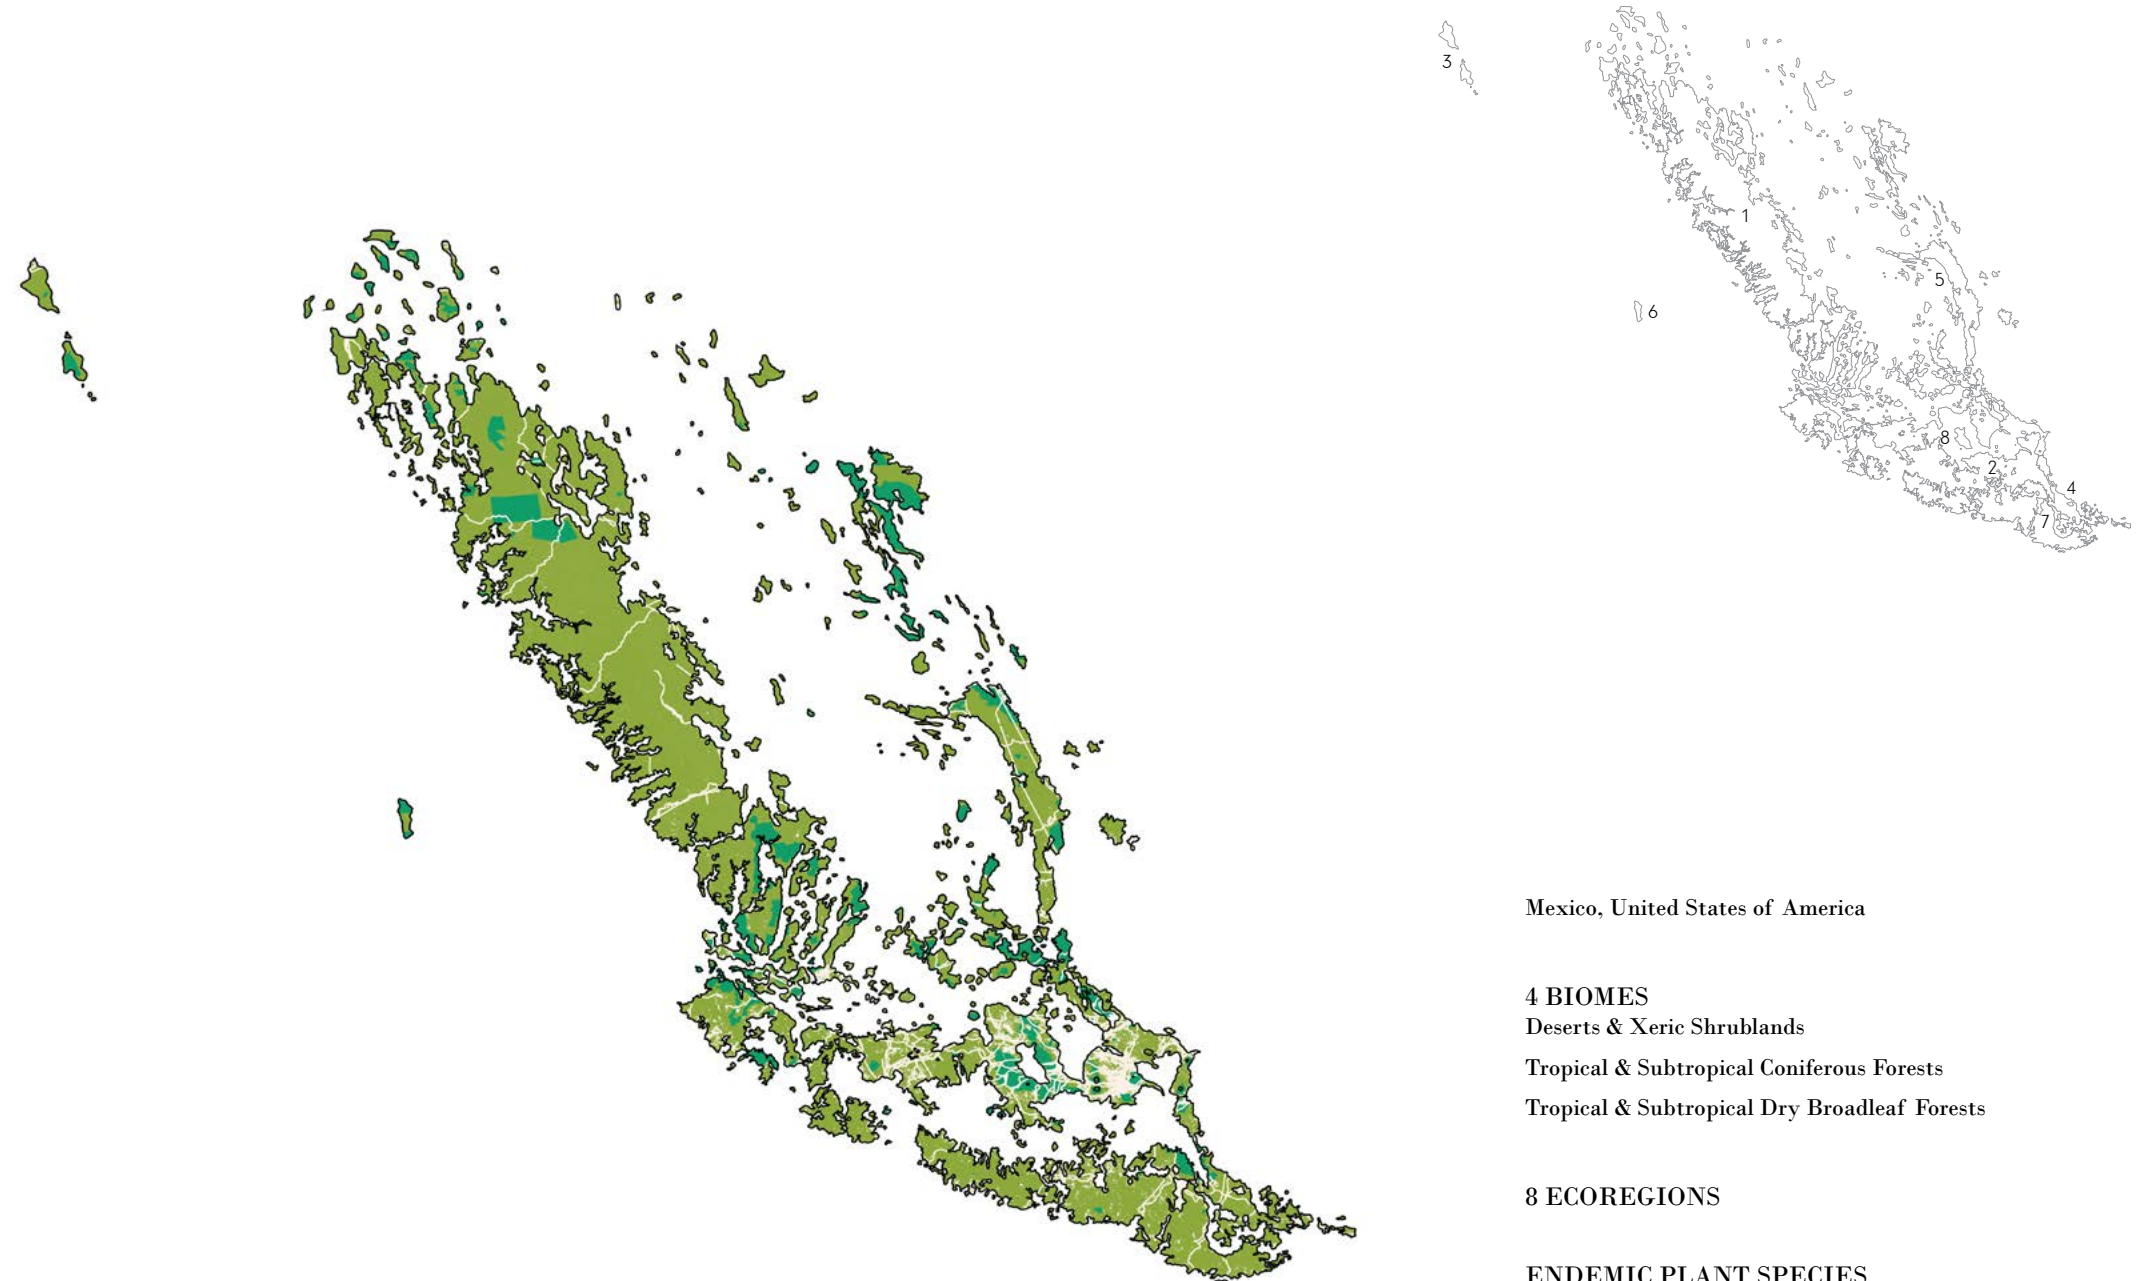 3
1
5
6
8
2
4
7
Mexico, United States of America
4 BIOMES
Deserts & Xeric Shrublands
Tropical & Subtropical Coniferous Forests
Tropical & Subtropical Dry Broadleaf Forests
8 ECOREGIONS
ENDEMIC PLANT SPECIES